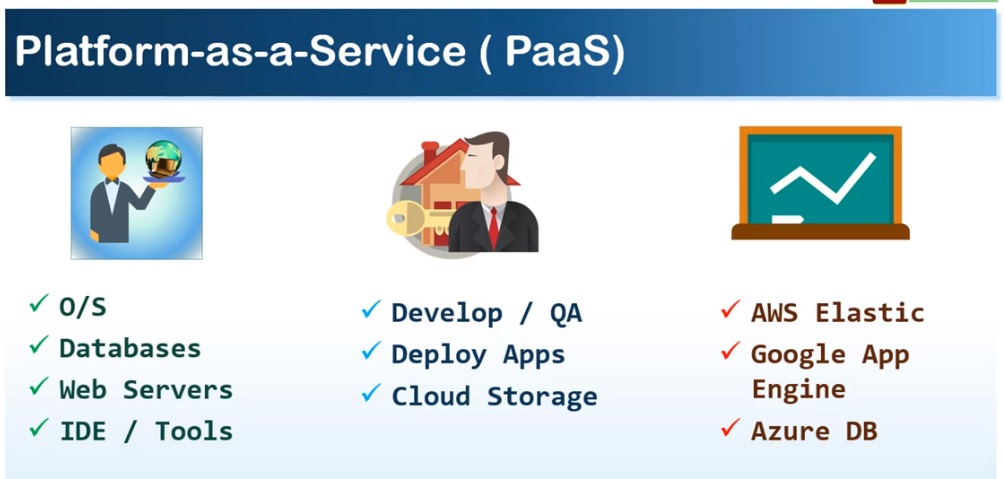 Platform-as-a-Service ( PaaS)
✓ O/S
✓ Databases
✓ Web Servers
✓ IDE / Tools
✓ Develop / QA
✓ Deploy Apps
✓ Cloud Storage
✓ AWS Elastic
✓ Google App
Engine
✓ Azure DB